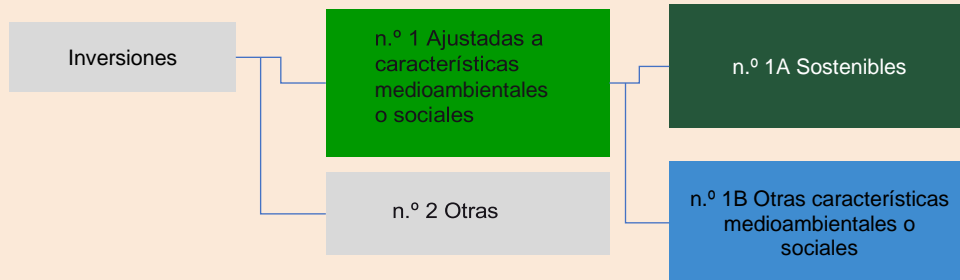 Inversiones
n.º 1 Ajustadas a
características
medioambientales
o sociales
n.º 2 Otras
n.º 1A Sostenibles
n.º 1B Otras características
medioambientales o
sociales